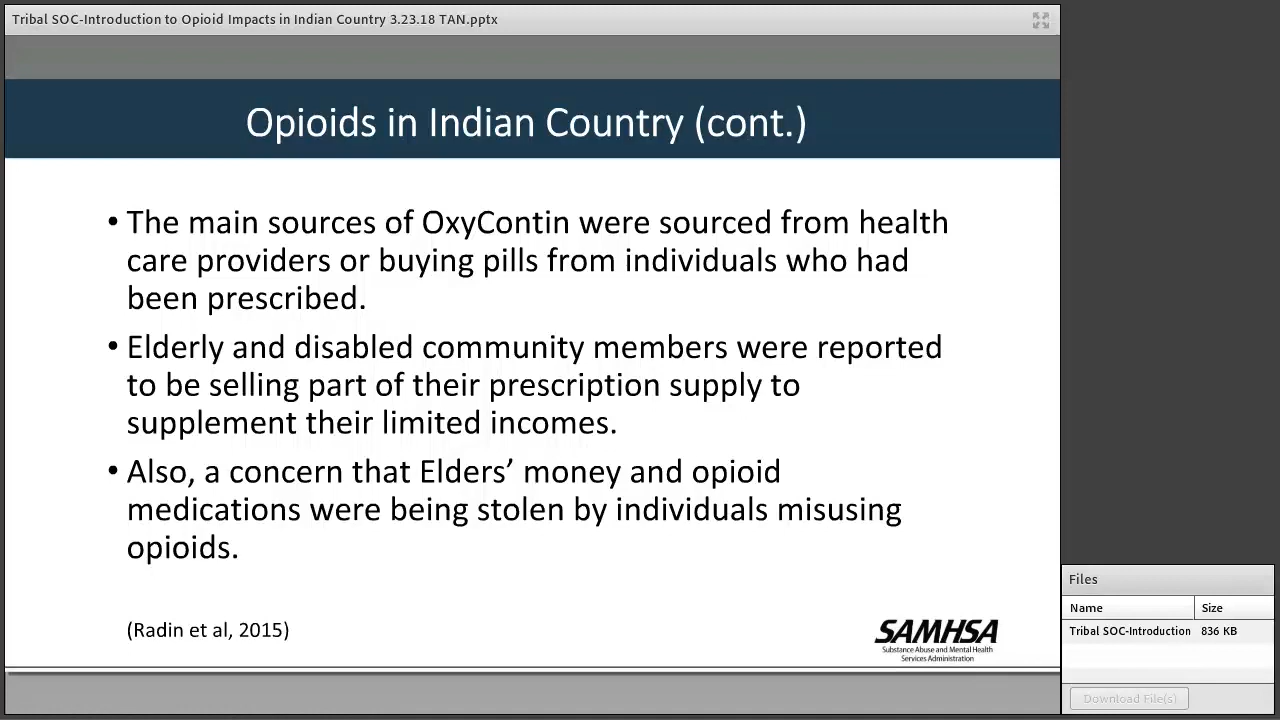 Tribal SOC-Introduction to Opioid Impacts in Indian Country 3.23.18 TAN.pptx
Opioids in Indian Country (cont.)
• The main sources of OxyContin were sourced from health
care providers or buying pills from individuals who had
been prescribed.
• Elderly and disabled community members were reported
to be selling part of their prescription supply to
supplement their limited incomes.
• Also, a concern that Elders’ money and opioid
medications were being stolen by individuals misusing
opioids.
(Radin et al, 2015)
SAMHSA
Substance Abuse and Mental Health
Services Administration
Files
Name Size
Tribal SOC-Introduction 836 KB
Download File(s)